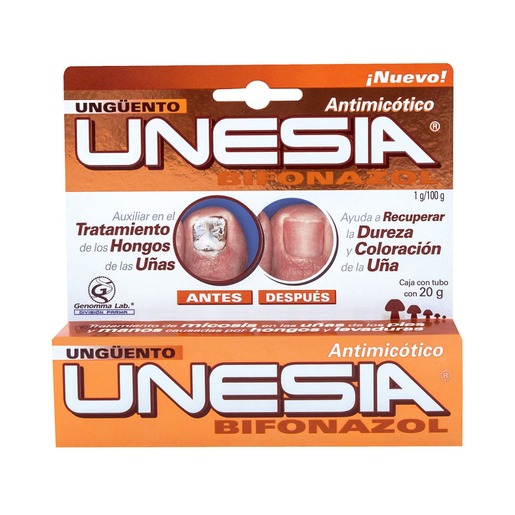 ¡Nuevo!
UNGÜENTO
Antimicótico
UNESIA®
BIFONAZOL
1 g/100 g
Auxiliar en el
Tratamiento
de los Hongos
de las Uñas
Ayuda a Recuperar
la Dureza
y Coloración
de la Uña
ANTES
DESPUÉS
Caja con tubo
con 20 g
G
Genomma Lab.®
DIVISIÓN FARMA
Tratamiento de micosis en las uñas de los pies
y manos causadas por hongos y levaduras
UNGÜENTO
Antimicótico
UNESIA®
BIFONAZOL